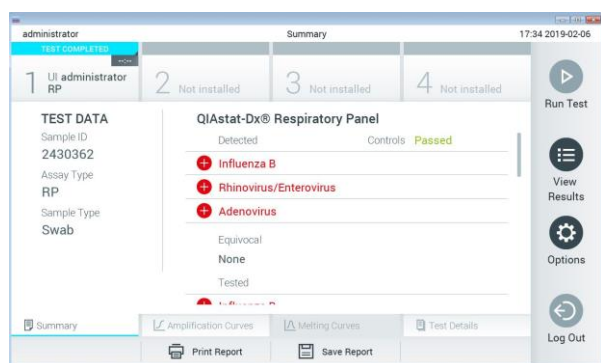 administrator Summary 17:34 2019-02-06
TEST COMPLETED
1 UI administrator RP
2 Not installed
3 Not installed
4 Not installed
Run Test
TEST DATA
Sample ID
2430362
Assay Type
RP
Sample Type
Swab
QIAstat-Dx® Respiratory Panel
Detected Controls Passed
Influenza B
Rhinovirus/Enterovirus
Adenovirus
Equivocal
None
Tested
Influenza B
View Results
Options
Summary
Amplification Curves
Melting Curves
Test Details
Print Report
Save Report
Log Out